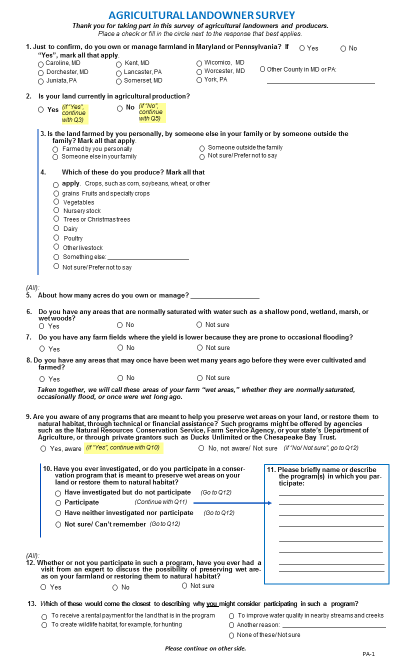 AGRICULTURAL LANDOWNER SURVEY
Thank you for taking part in this survey of agricultural landowners and producers.
Place a check or fill in the circle next to the response that best applies.
1. Just to confirm, do you own or manage farmland in Maryland or Pennsylvania? If Yes No
"Yes", mark all that apply.
Caroline, MD Kent, MD Wicomico, MD
Dorchester, MD Lancaster, PA Worcester, MD Other County in MD or PA:
Juniata, PA Somerset, MD York, PA
2. Is your land currently in agricultural production?
Yes (If "Yes", continue with Q3) No (If "No", continue with Q5)
3. Is the land farmed by you personally, by someone else in your family or by someone outside the
family? Mark all that apply.
Farmed by you personally Someone outside the family
Someone else in your family Not sure/ Prefer not to say
4. Which of these do you produce? Mark all that
apply. Crops, such as corn, soybeans, wheat, or other
grains Fruits and specialty crops
Vegetables
Nursery stock
Trees or Christmas trees
Dairy
Poultry
Other livestock
Something else:
Not sure/ Prefer not to say
(All):
5. About how many acres do you own or manage?
6. Do you have any areas that are normally saturated with water such as a shallow pond, wetland, marsh, or
wet woods?
Yes No Not sure
7. Do you have any farm fields where the yield is lower because they are prone to occasional flooding?
Yes No Not sure
8. Do you have any areas that may once have been wet many years ago before they were ever cultivated and
farmed?
Yes No Not sure
Taken together, we will call these areas of your farm "wet areas," whether they are normally saturated,
occasionally flood, or once were wet long ago.
9. Are you aware of any programs that are meant to help you preserve wet areas on your land, or restore them to
natural habitat, through technical or financial assistance? Such programs might be offered by agencies
such as the Natural Resources Conservation Service, Farm Service Agency, or your state's Department of
Agriculture, or through private grantors such as Ducks Unlimited or the Chesapeake Bay Trust.
Yes, aware (If "Yes", continue with Q10) No, not aware/ Not sure (If "No/ Not sure", go to Q12)
10. Have you ever investigated, or do you participate in a conser-
vation program that is meant to preserve wet areas on your
land or restore them to natural habitat?
Have investigated but do not participate (Go to Q12)
Participate (Continue with Q11)
Have neither investigated nor participate (Go to Q12)
Not sure/ Can't remember (Go to Q12)
11. Please briefly name or describe
the program(s) in which you par-
ticipate:
(All):
12. Whether or not you participate in such a program, have you ever had a
visit from an expert to discuss the possibility of preserving wet are-
as on your farmland or restoring them to natural habitat?
Yes No Not sure
13. Which of these would come the closest to describing why you might consider participating in such a program?
To receive a rental payment for the land that is in the program To improve water quality in nearby streams and creeks
To create wildlife habitat, for example, for hunting Another reason:
None of these/ Not sure
Please continue on other side.
PA-1